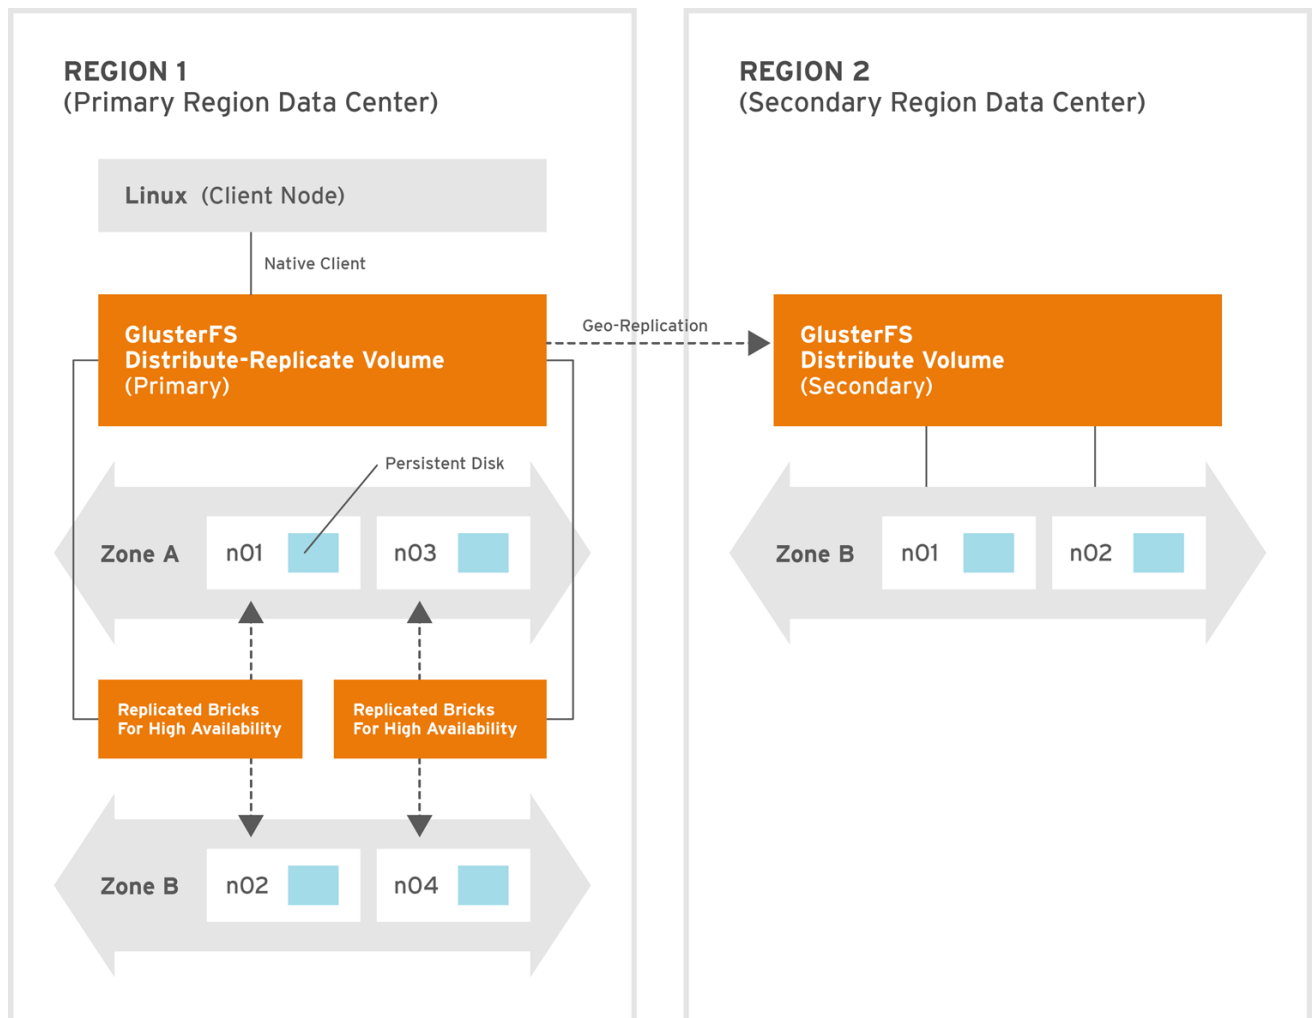 REGION 1
(Primary Region Data Center)
Linux (Client Node)
Native Client
GlusterFS
Distribute-Replicate Volume
(Primary)
Geo-Replication
Persistent Disk
Zone A
n01
n03
Replicated Bricks
For High Availability
Replicated Bricks
For High Availability
Zone B
n02
n04
REGION 2
(Secondary Region Data Center)
GlusterFS
Distribute Volume
(Secondary)
Zone B
n01
n02